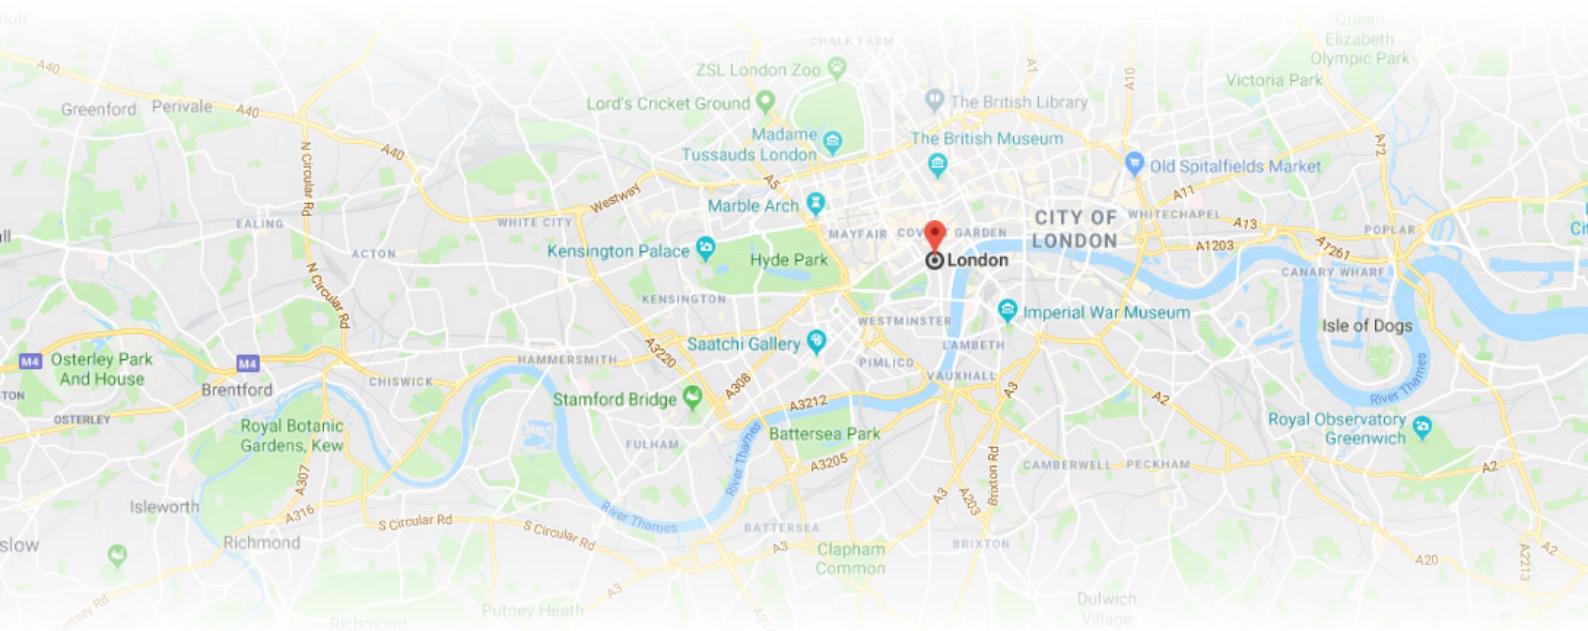 Queen
Elizabeth
Olympic Park
CHALK FARM
A40
ZSL London Zoo
A1
A10
Victoria Park
Greenford
Perivale
A40
Lord's Cricket Ground
The British Library
Madame
Tussauds London
The British Museum
A12
N Circular Rd
A40
Old Spitalfields Market
Westway
A5
A11
Marble Arch
EALING
WHITE CITY
MAYFAIR
GARDEN
CITY OF
LONDON
WHITECHAPEL
A13
POPLAR
Kensington Palace
ACTON
Hyde Park
London
A1203
A1261
CANARY WHARF
N Circular Rd
KENSINGTON
WESTMINSTER
Imperial War Museum
Isle of Dogs
Saatchi Gallery
LAMBETH
M4
Osterley Park
And House
M4
HAMMERSMITH
A3220
PIMLICO
Brentford
CHISWICK
A308
VAUXHALL
A3
A2
River Thames
OSTERLEY
Stamford Bridge
A3212
Royal Botanic
Gardens, Kew
FULHAM
River Thames
Battersea Park
Royal Observatory
Greenwich
A307
A3205
Brixton Rd
CAMBERWELL
PECKHAM
A2
Isleworth
A316
S Circular Rd
S Circular Rd
River Thames
A3
A203
BATTERSEA
slow
Richmond
A3
Clapham
Common
BRIXTON
A20
A2213
A2
Putney Heath
A3
Dulwich
Village
Richmond
LEE